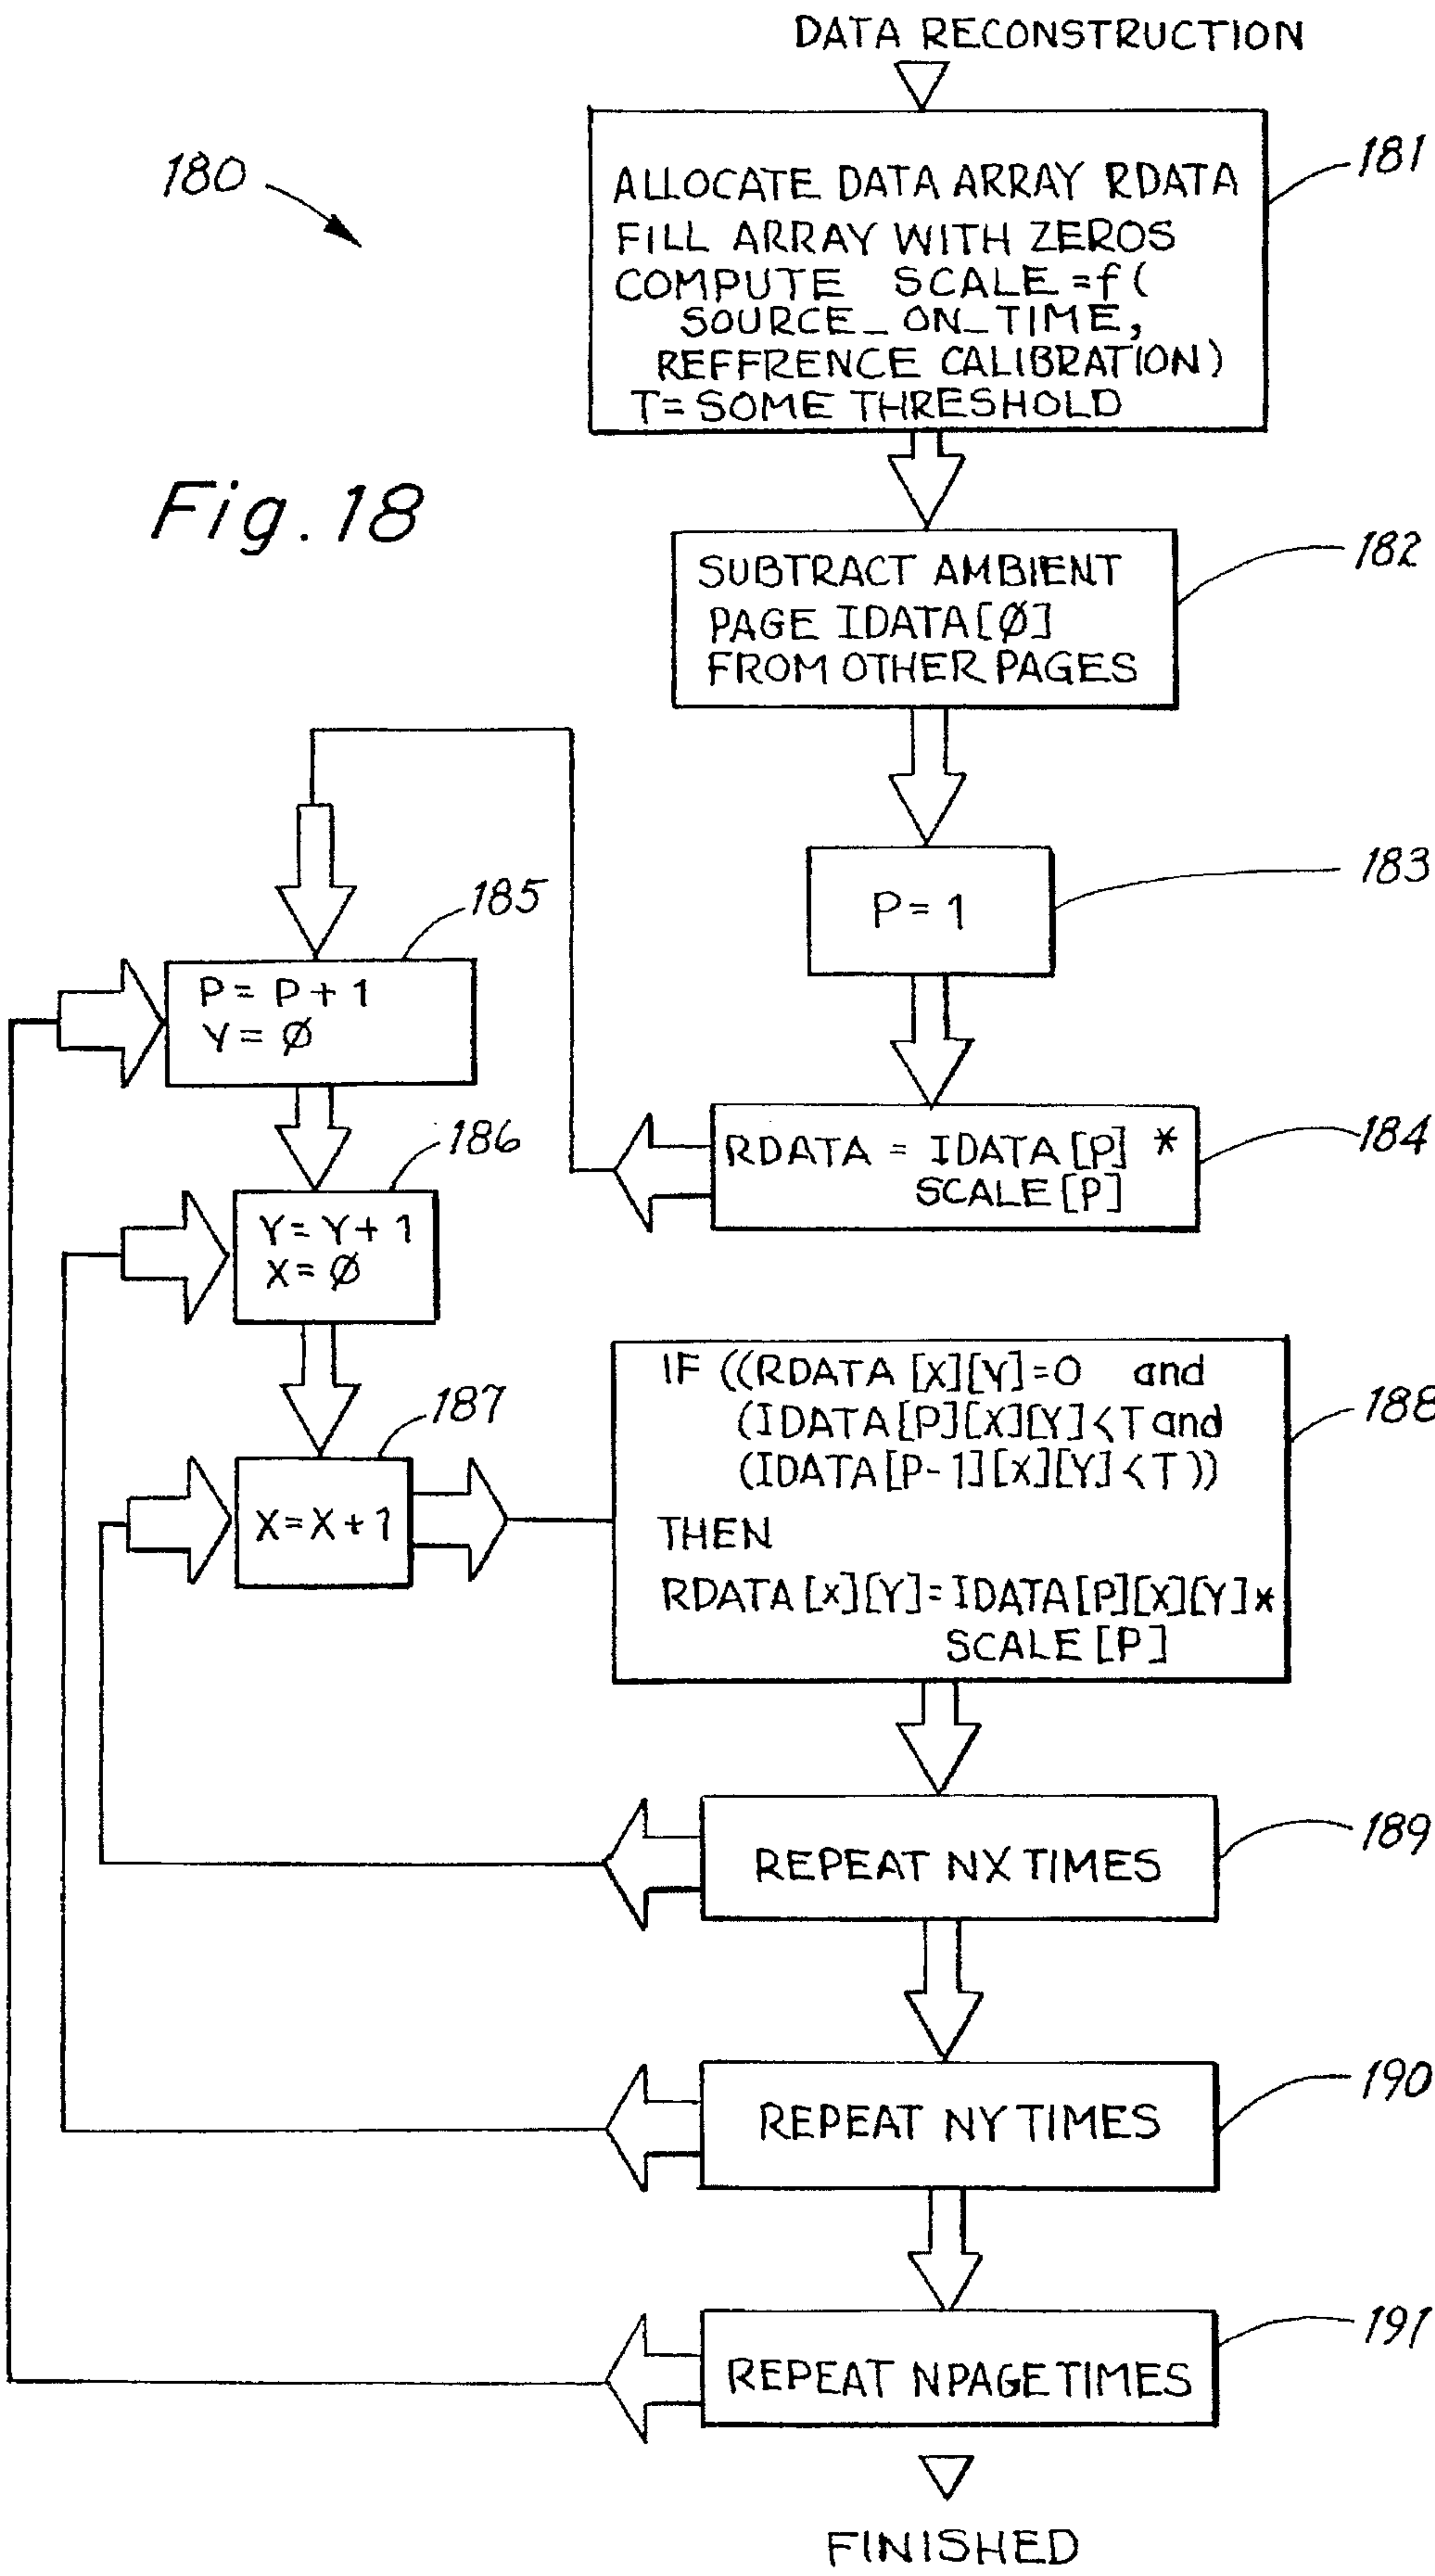 DATA RECONSTRUCTION
180
181
ALLOCATE DATA ARRAY RDATA
FILL ARRAY WITH ZEROS
COMPUTE SCALE =f(
SOURCE_ON_TIME,
REFFRENCE CALIBRATION)
T= SOME THRESHOLD
Fig. 18
182
SUBTRACT AMBIENT
PAGE IDATA[Ø]
FROM OTHER PAGES
183
P= 1
184
RDATA = IDATA[P] *
SCALE[P]
185
P= P+1
Y= Ø
186
Y= Y+1
X= Ø
187
X=X+1
188
IF ((RDATA [X][Y]=0 and
(IDATA[P][X][Y]<T and
(IDATA[P-1][X][Y]<T))
THEN
RDATA[X][Y]=IDATA[P][X][Y]*
SCALE[P]
189
REPEAT NX TIMES
190
REPEAT NY TIMES
191
REPEAT NPAGE TIMES
FINISHED